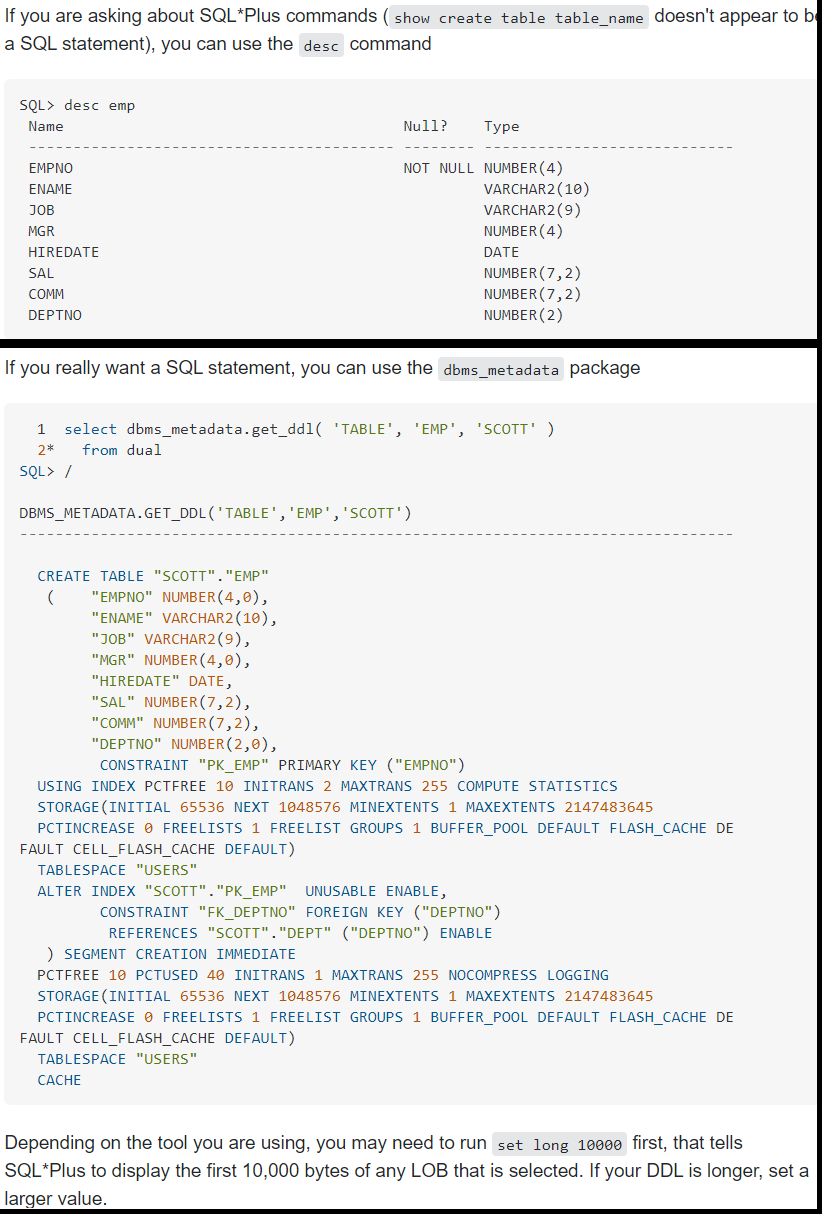 If you are asking about SQL*Plus commands ( show create table table_name doesn't appear to be
a SQL statement), you can use the desc command
SQL> desc emp
 Name                                      Null?    Type
 ----------------------------------------- -------- ----------------------------
 EMPNO                                     NOT NULL NUMBER(4)
 ENAME                                              VARCHAR2(10)
 JOB                                                VARCHAR2(9)
 MGR                                                NUMBER(4)
 HIREDATE                                           DATE
 SAL                                                NUMBER(7,2)
 COMM                                               NUMBER(7,2)
 DEPTNO                                             NUMBER(2)
If you really want a SQL statement, you can use the dbms_metadata package
  1  select dbms_metadata.get_ddl( 'TABLE', 'EMP', 'SCOTT' )
  2*   from dual
SQL> /
DBMS_METADATA.GET_DDL('TABLE','EMP','SCOTT')
--------------------------------------------------------------------------------
  CREATE TABLE "SCOTT"."EMP"
   (    "EMPNO" NUMBER(4,0),
        "ENAME" VARCHAR2(10),
        "JOB" VARCHAR2(9),
        "MGR" NUMBER(4,0),
        "HIREDATE" DATE,
        "SAL" NUMBER(7,2),
        "COMM" NUMBER(7,2),
        "DEPTNO" NUMBER(2,0),
         CONSTRAINT "PK_EMP" PRIMARY KEY ("EMPNO")
  USING INDEX PCTFREE 10 INITRANS 2 MAXTRANS 255 COMPUTE STATISTICS
  STORAGE(INITIAL 65536 NEXT 1048576 MINEXTENTS 1 MAXEXTENTS 2147483645
  PCTINCREASE 0 FREELISTS 1 FREELIST GROUPS 1 BUFFER_POOL DEFAULT FLASH_CACHE DE
FAULT CELL_FLASH_CACHE DEFAULT)
  TABLESPACE "USERS"
  ALTER INDEX "SCOTT"."PK_EMP"  UNUSABLE ENABLE,
         CONSTRAINT "FK_DEPTNO" FOREIGN KEY ("DEPTNO")
          REFERENCES "SCOTT"."DEPT" ("DEPTNO") ENABLE
   ) SEGMENT CREATION IMMEDIATE
  PCTFREE 10 PCTUSED 40 INITRANS 1 MAXTRANS 255 NOCOMPRESS LOGGING
  STORAGE(INITIAL 65536 NEXT 1048576 MINEXTENTS 1 MAXEXTENTS 2147483645
  PCTINCREASE 0 FREELISTS 1 FREELIST GROUPS 1 BUFFER_POOL DEFAULT FLASH_CACHE DE
FAULT CELL_FLASH_CACHE DEFAULT)
  TABLESPACE "USERS"
  CACHE
Depending on the tool you are using, you may need to run set long 10000 first, that tells
SQL*Plus to display the first 10,000 bytes of any LOB that is selected. If your DDL is longer, set a
larger value.